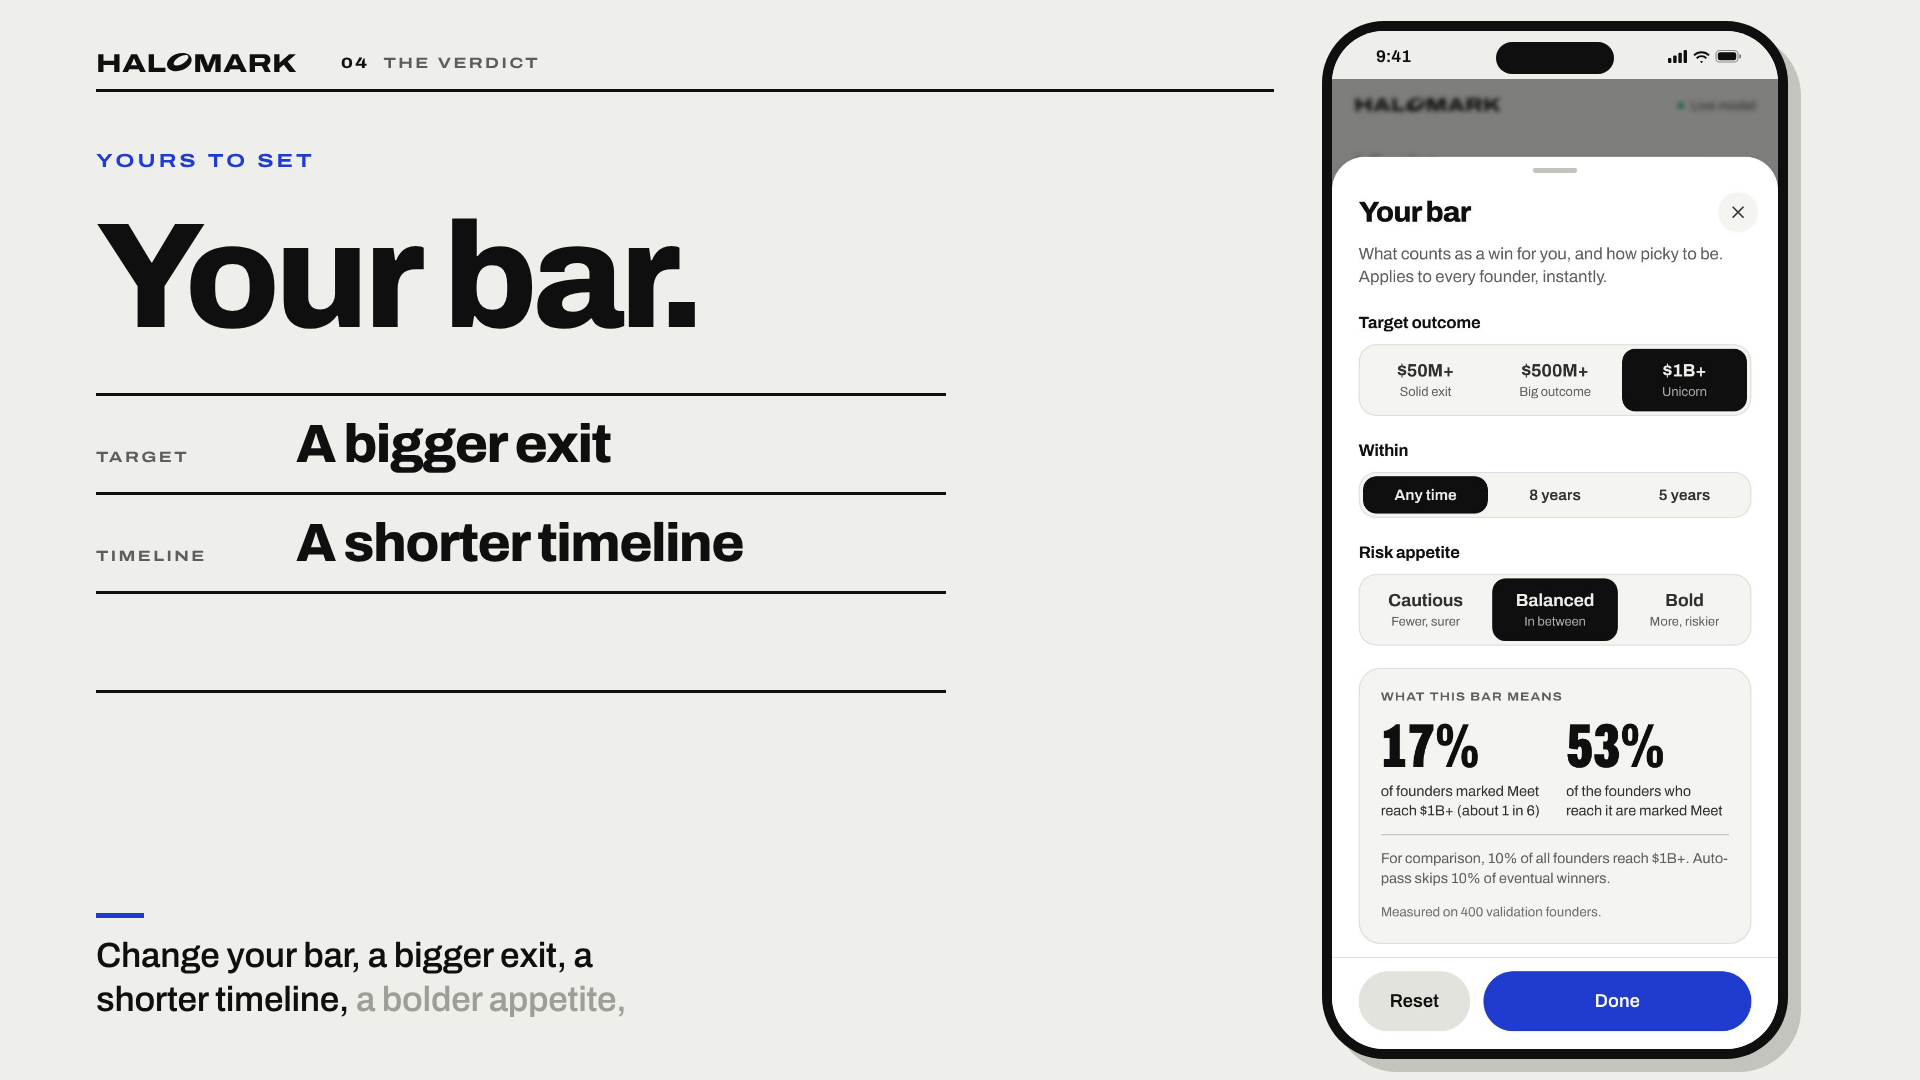 HALOMARK 04 THE VERDICT
YOURS TO SET
Your bar.
TARGET A bigger exit
TIMELINE A shorter timeline
Change your bar, a bigger exit, a
shorter timeline, a bolder appetite,
9:41
HALOMARK Live model
Your bar
What counts as a win for you, and how picky to be.
Applies to every founder, instantly.
Target outcome
$50M+ $500M+ $1B+
Solid exit Big outcome Unicorn
Within
Any time 8 years 5 years
Risk appetite
Cautious Balanced Bold
Fewer, surer In between More, riskier
WHAT THIS BAR MEANS
17% 53%
of founders marked Meet of the founders who
reach $1B+ (about 1 in 6) reach it are marked Meet
For comparison, 10% of all founders reach $1B+. Auto-
pass skips 10% of eventual winners.
Measured on 400 validation founders.
Reset Done